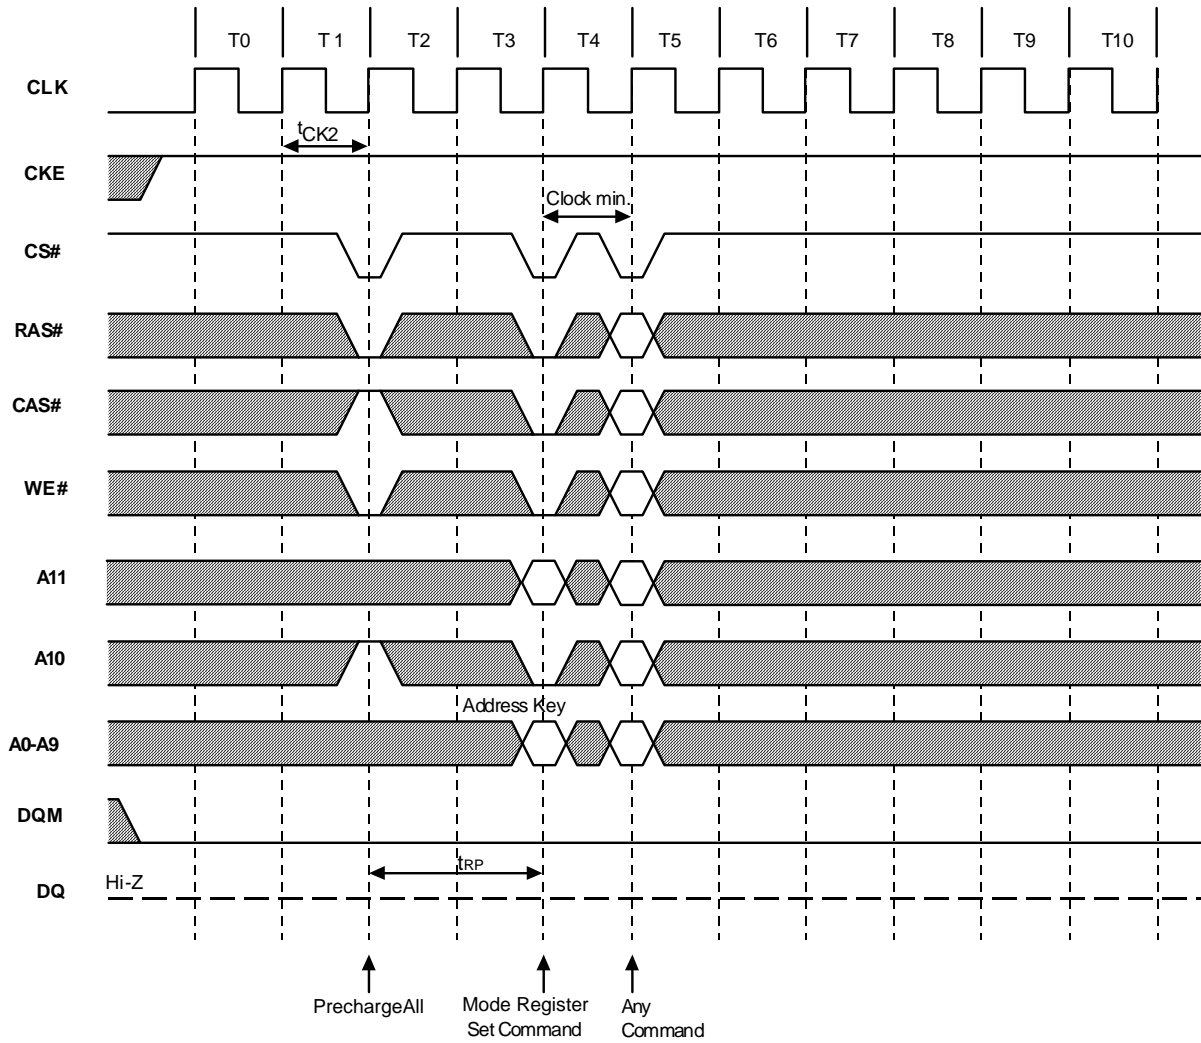 T0 T1 T2 T3 T4 T5 T6 T7 T8 T9 T10
CLK
tCK2
CKE
Clock min.
CS#
RAS#
CAS#
WE#
A11
A10
Address Key
A0-A9
DQM
tRP
Hi-Z
DQ
PrechargeAll
Mode Register
Set Command
Any
Command